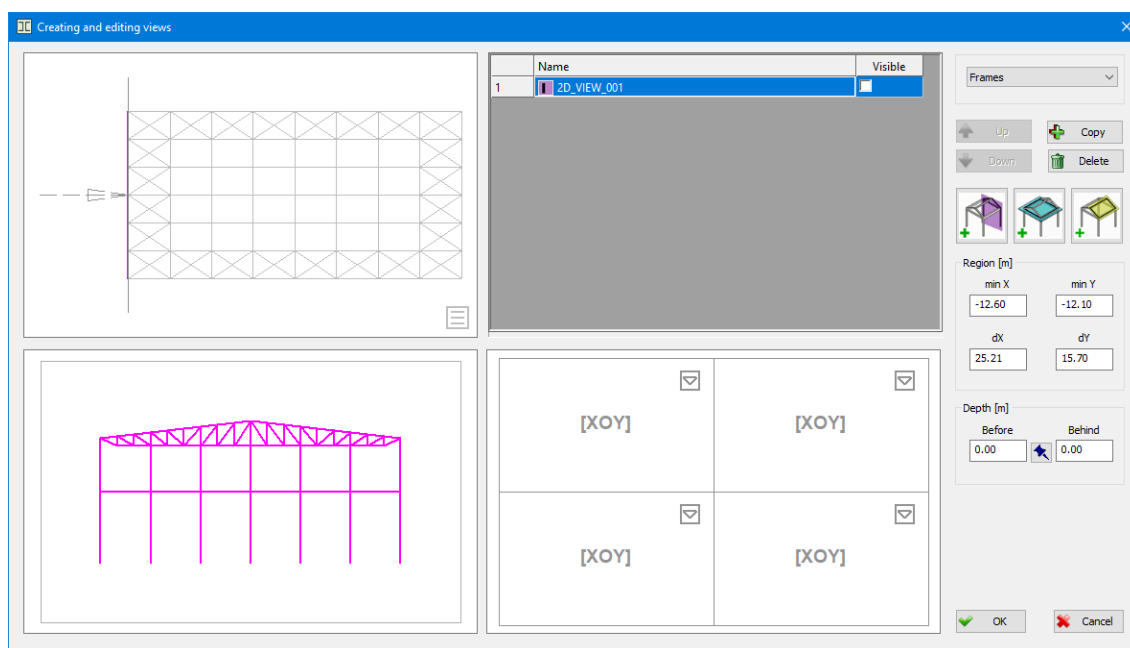 Creating and editing views
Name Visible
1 2D_VIEW_001
Frames
Up Copy
Down Delete
Region [m]
min X min Y
-12.60 -12.10
dX dY
25.21 15.70
Depth [m]
Before Behind
0.00 0.00
[XOY] [XOY]
[XOY] [XOY]
OK Cancel